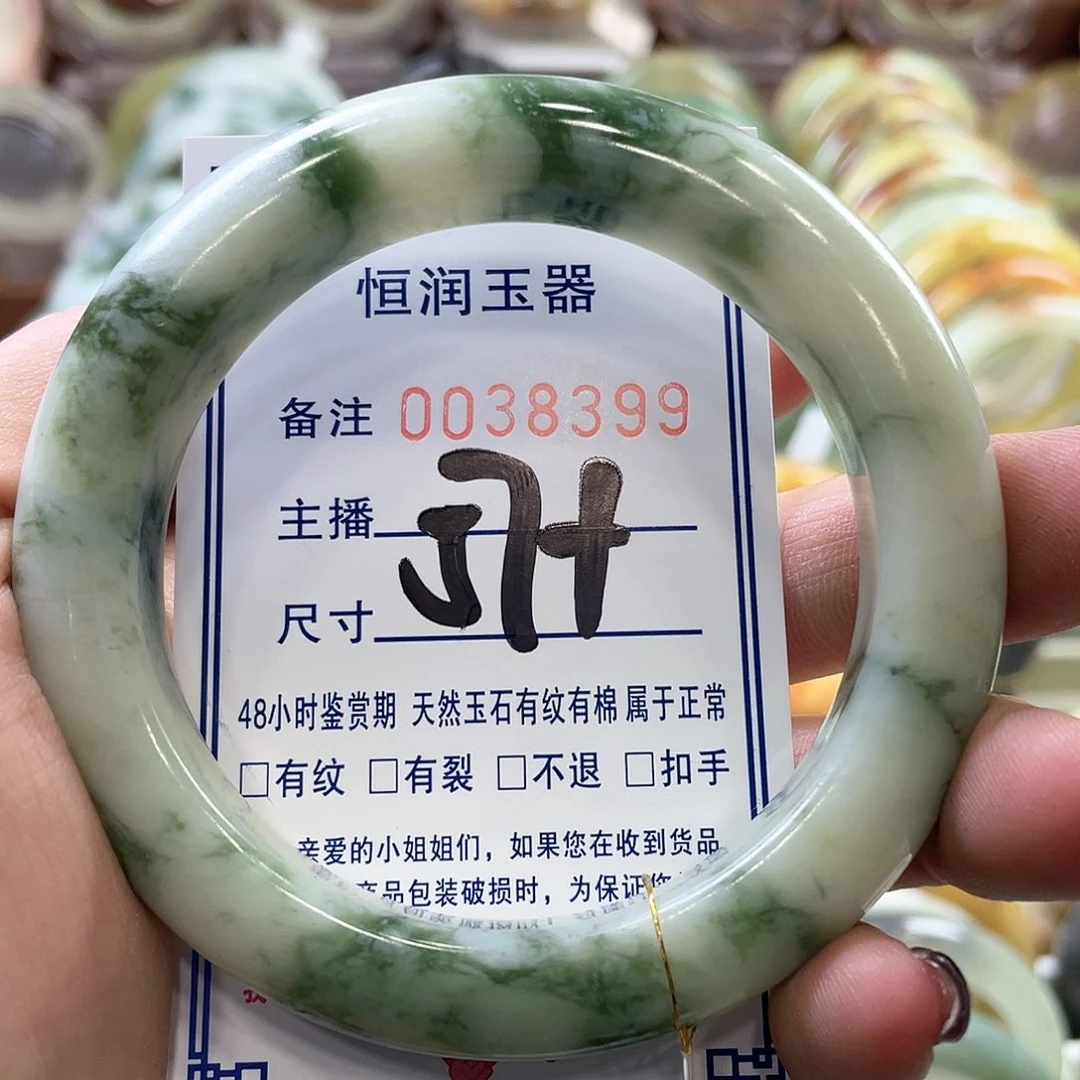 恒润玉器
备注 0038399
主播
尺寸 57H
48小时鉴赏期 天然玉石有纹有棉 属于正常
□有纹 □有裂 □不退 □扣手
亲爱的小姐姐们，如果您在收到货品
商品包装破损时，为保证您